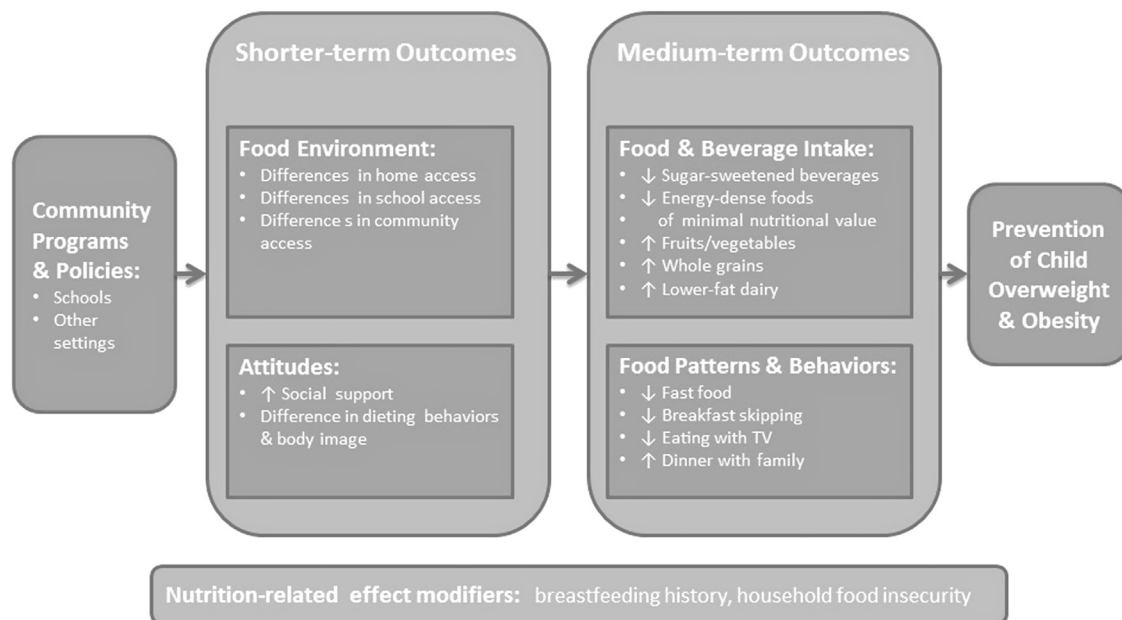 Community
Programs
& Policies:
• Schools
• Other
settings
Shorter-term Outcomes
Food Environment:
• Differences in home access
• Differences in school access
• Difference s in community
access
Attitudes:
• ↑ Social support
• Difference in dieting behaviors
& body image
Medium-term Outcomes
Food & Beverage Intake:
• ↓ Sugar-sweetened beverages
• ↓ Energy-dense foods
• of minimal nutritional value
• ↑ Fruits/vegetables
• ↑ Whole grains
• ↑ Lower-fat dairy
Food Patterns & Behaviors:
• ↓ Fast food
• ↓ Breakfast skipping
• ↓ Eating with TV
• ↑ Dinner with family
Prevention
of Child
Overweight
& Obesity
Nutrition-related effect modifiers: breastfeeding history, household food insecurity